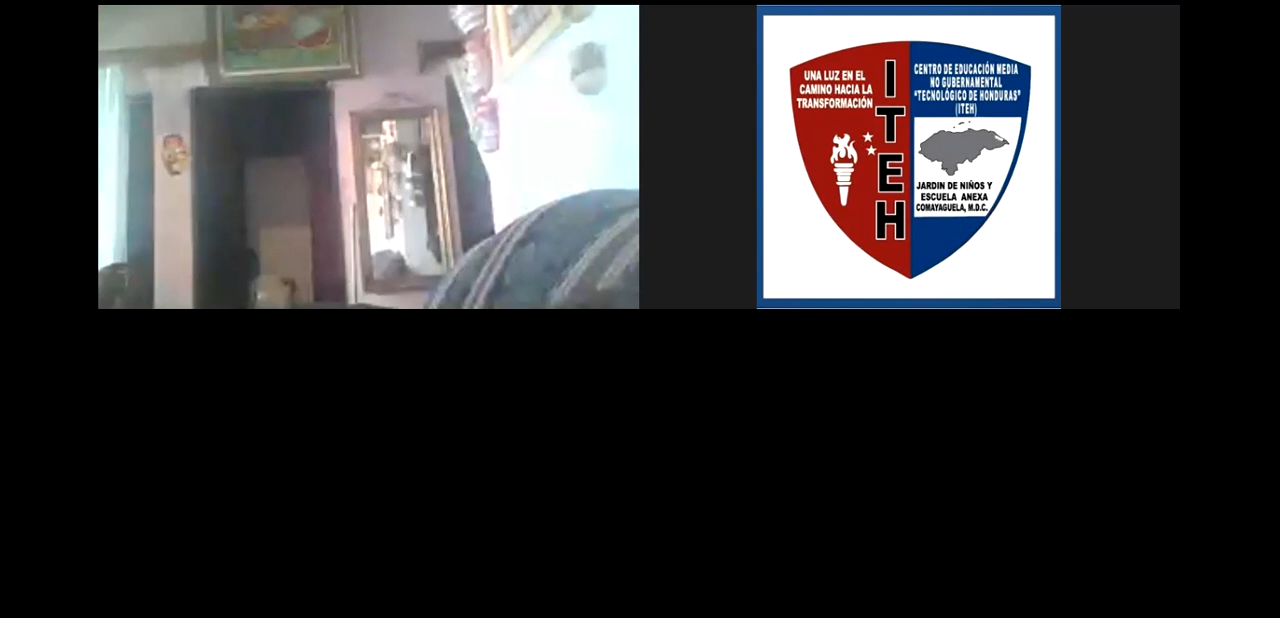 UNA LUZ EN EL
CAMINO HACIA LA
TRANSFORMACIÓN
ITEH
CENTRO DE EDUCACIÓN MEDIA
NO GUBERNAMENTAL
"TECNOLÓGICO DE HONDURAS"
(ITEH)
JARDIN DE NIÑOS Y
ESCUELA ANEXA
COMAYAGUELA, M.D.C.